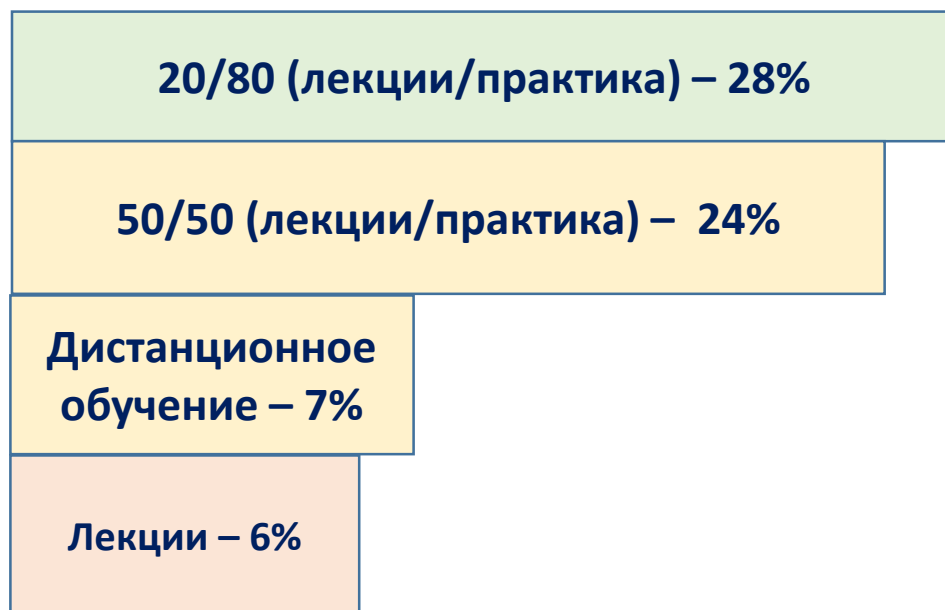 20/80 (лекции/практика) – 28%
50/50 (лекции/практика) – 24%
Дистанционное
обучение – 7%
Лекции – 6%